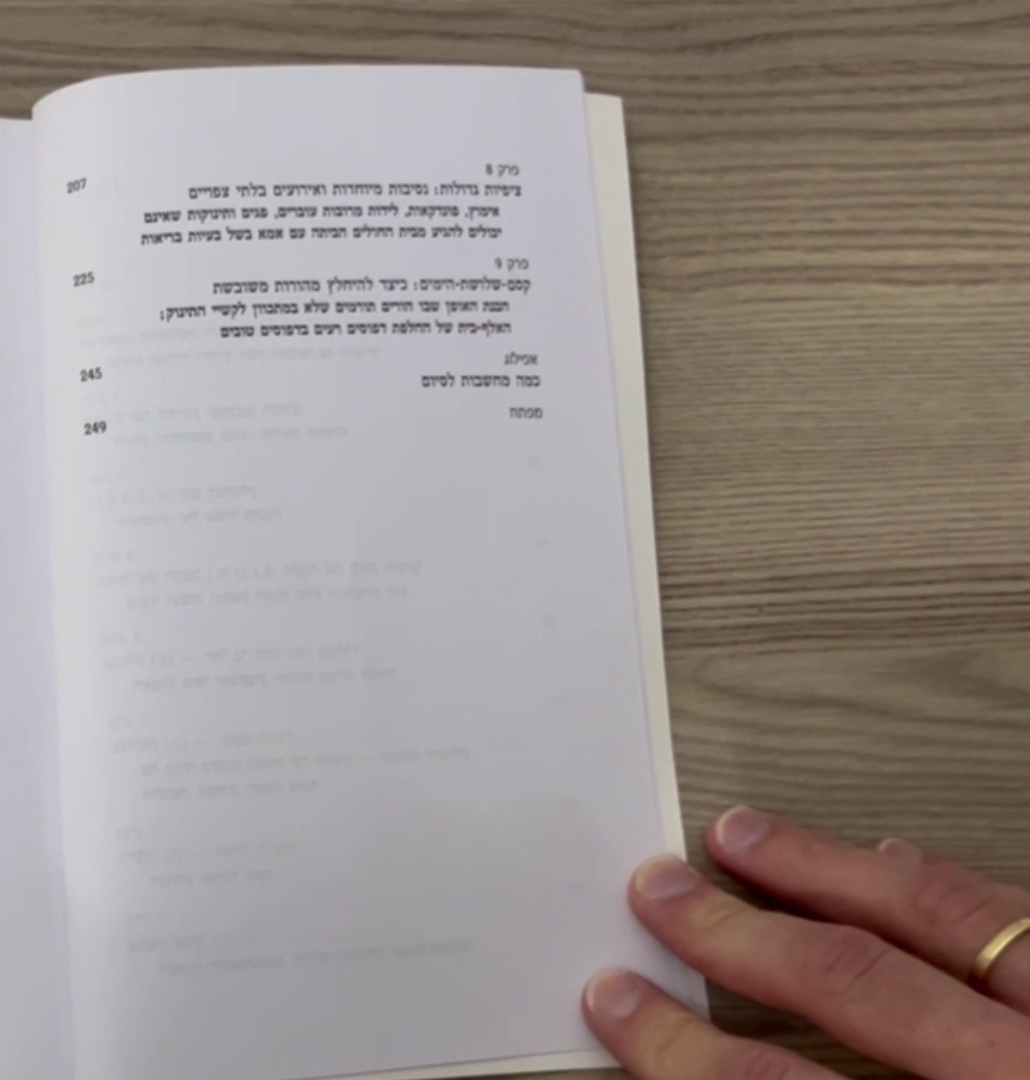 פרק 8
ציפיות גדולות: נסיבות מיוחדות ואירועים בלתי צפויים 207
אימוץ, פונדקאות, לידות מרובות עוברים, פגים ותינוקות שאינם
יכולים להגיע מבית החולים הביתה עם אמא בשל בעיות בריאות
פרק 9
קסם-שלושת-הימים: כיצד להיחלץ מהורות משובשת 225
הבנת האופן שבו הורים תורמים שלא במתכוון לקשיי התינוק;
האלף-בית של החלפת דפוסים רעים בדפוסים טובים
אפילוג
כמה מחשבות לסיום 245
מפתח 249